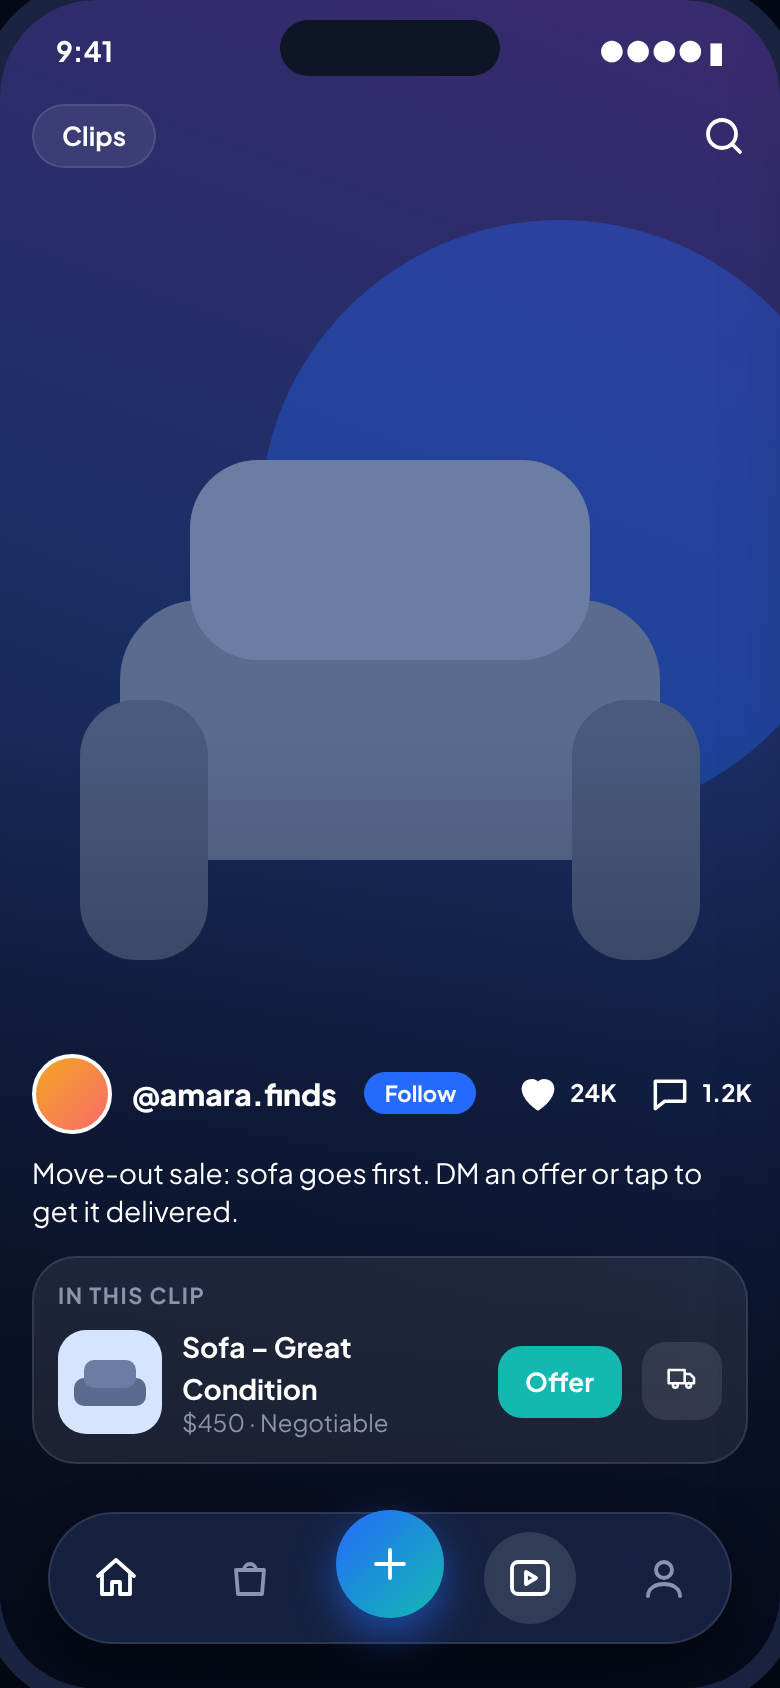 9:41
Clips
@amara.finds
Follow
24K
1.2K
Move-out sale: sofa goes first. DM an offer or tap to
get it delivered.
IN THIS CLIP
Sofa – Great
Condition
$450 · Negotiable
Offer